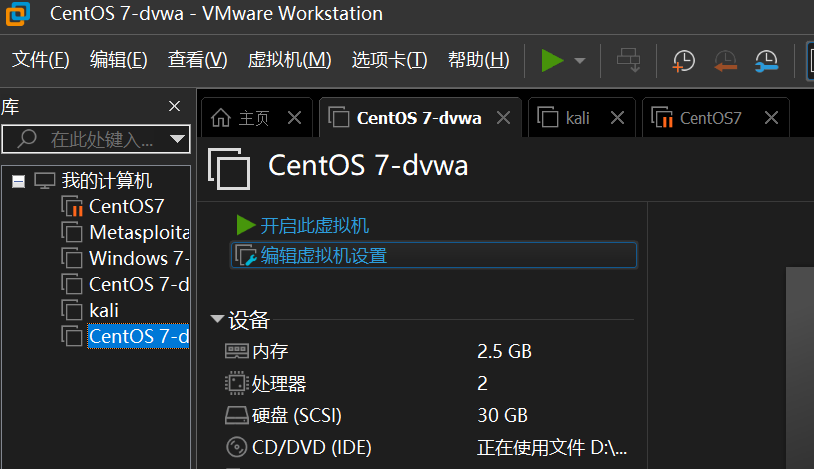 CentOS 7-dvwa - VMware Workstation
文件(F) 编辑(E) 查看(V) 虚拟机(M) 选项卡(T) 帮助(H)
库
在此处键入...
主页 CentOS 7-dvwa kali CentOS7
我的计算机
CentOS7
Metasploita
Windows 7-
CentOS 7-d
kali
CentOS 7-d
CentOS 7-dvwa
开启此虚拟机
编辑虚拟机设置
设备
内存 2.5 GB
处理器 2
硬盘 (SCSI) 30 GB
CD/DVD (IDE) 正在使用文件 D:\...